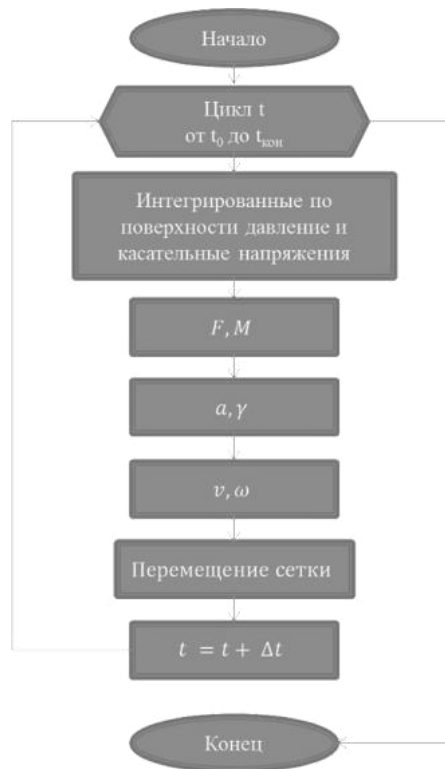 Начало
Цикл t
от t₀ до tкон
Интегрированные по
поверхности давление и
касательные напряжения
F, M
a, γ
v, ω
Перемещение сетки
t = t + Δt
Конец